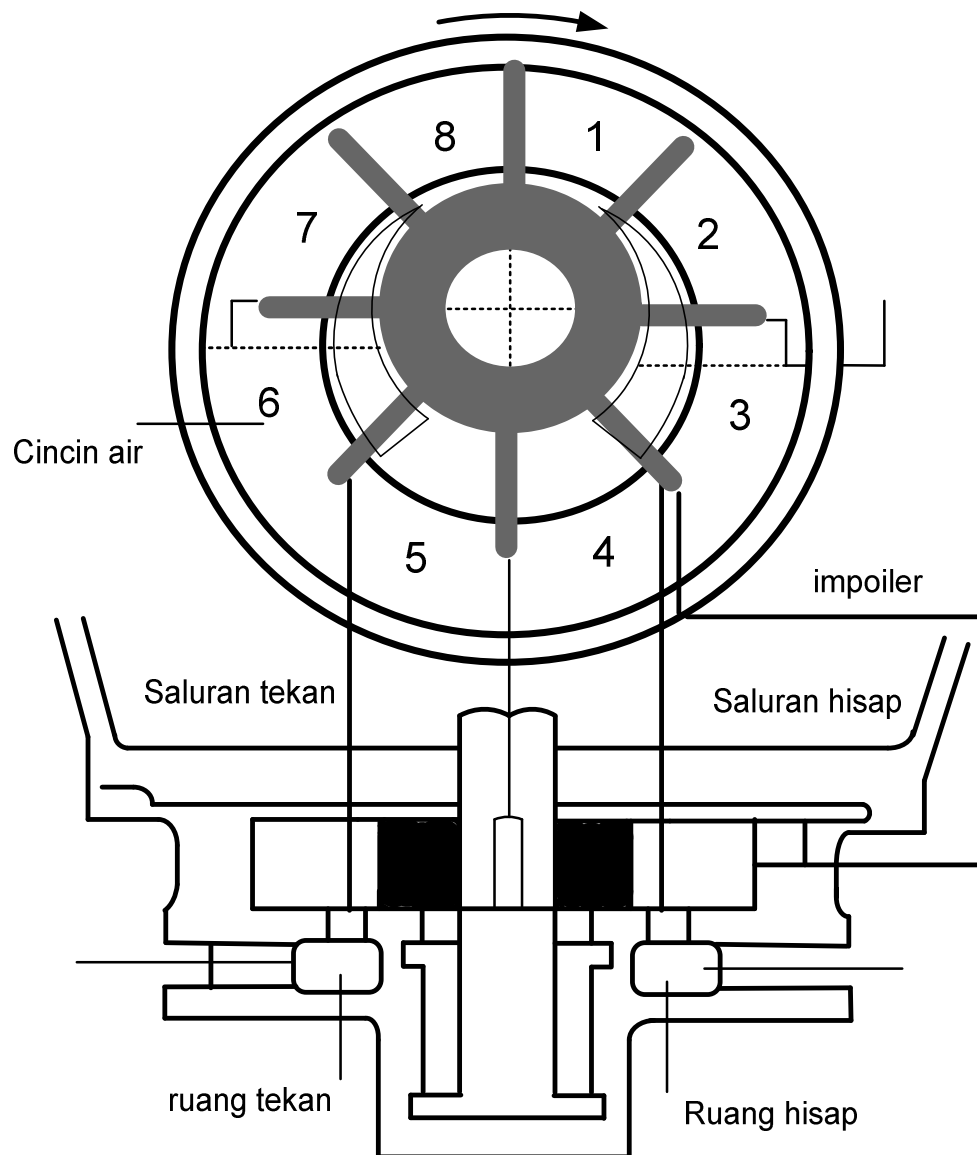 8 1
7 2
6 3
Cincin air
5 4
impoiler
Saluran tekan
Saluran hisap
ruang tekan
Ruang hisap